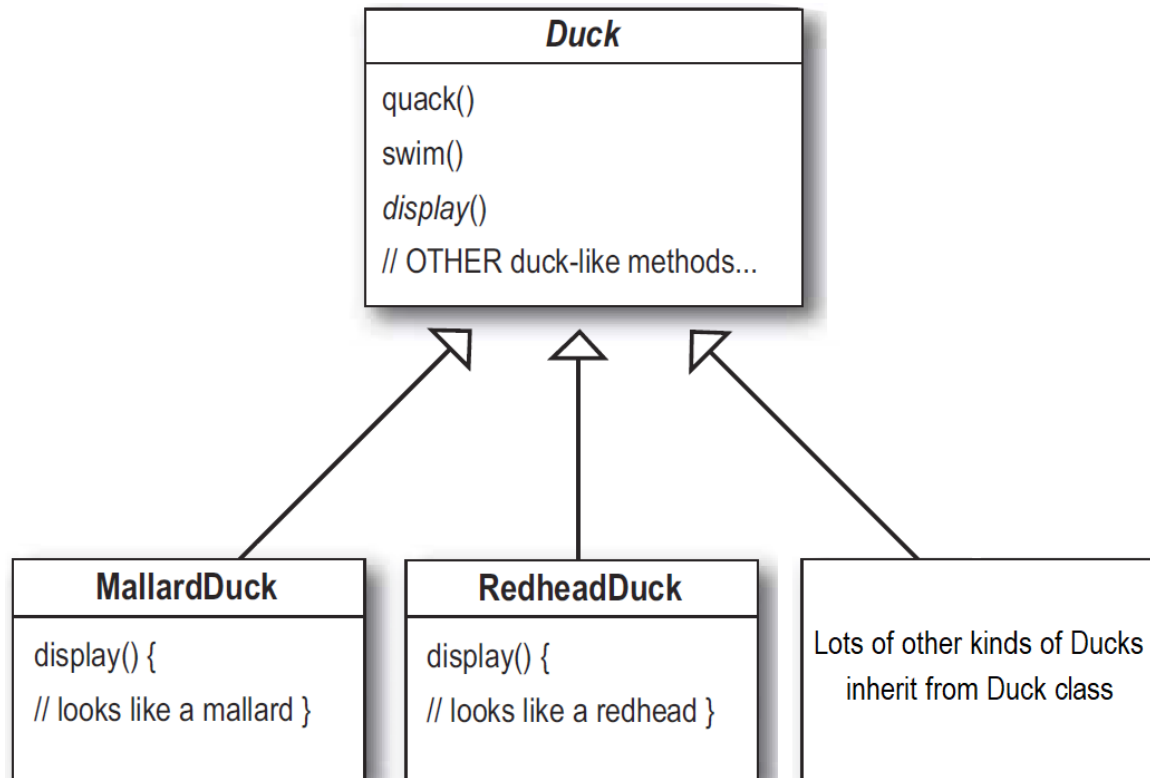 Duck
quack()
swim()
display()
// OTHER duck-like methods...
MallardDuck
display() {
// looks like a mallard }
RedheadDuck
display() {
// looks like a redhead }
Lots of other kinds of Ducks
inherit from Duck class